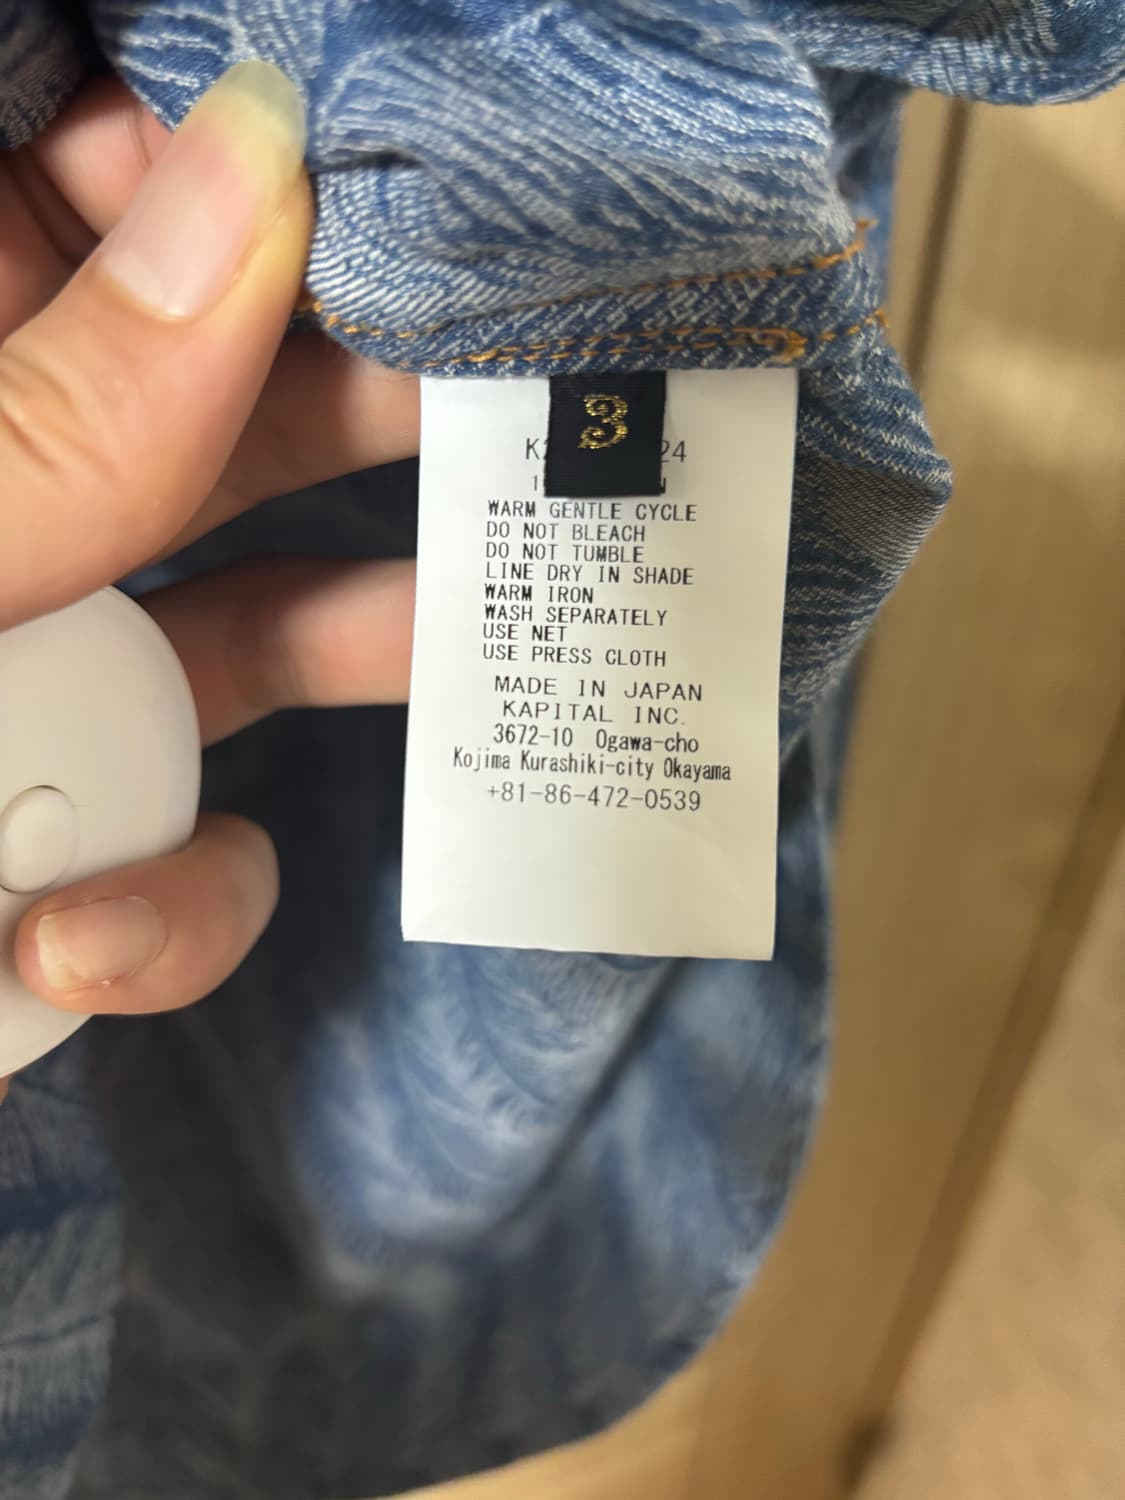 3
WARM GENTLE CYCLE
DO NOT BLEACH
DO NOT TUMBLE
LINE DRY IN SHADE
WARM IRON
WASH SEPARATELY
USE NET
USE PRESS CLOTH
MADE IN JAPAN
KAPITAL INC.
3672-10 Ogawa-cho
Kojima Kurashiki-city Okayama
+81-86-472-0539